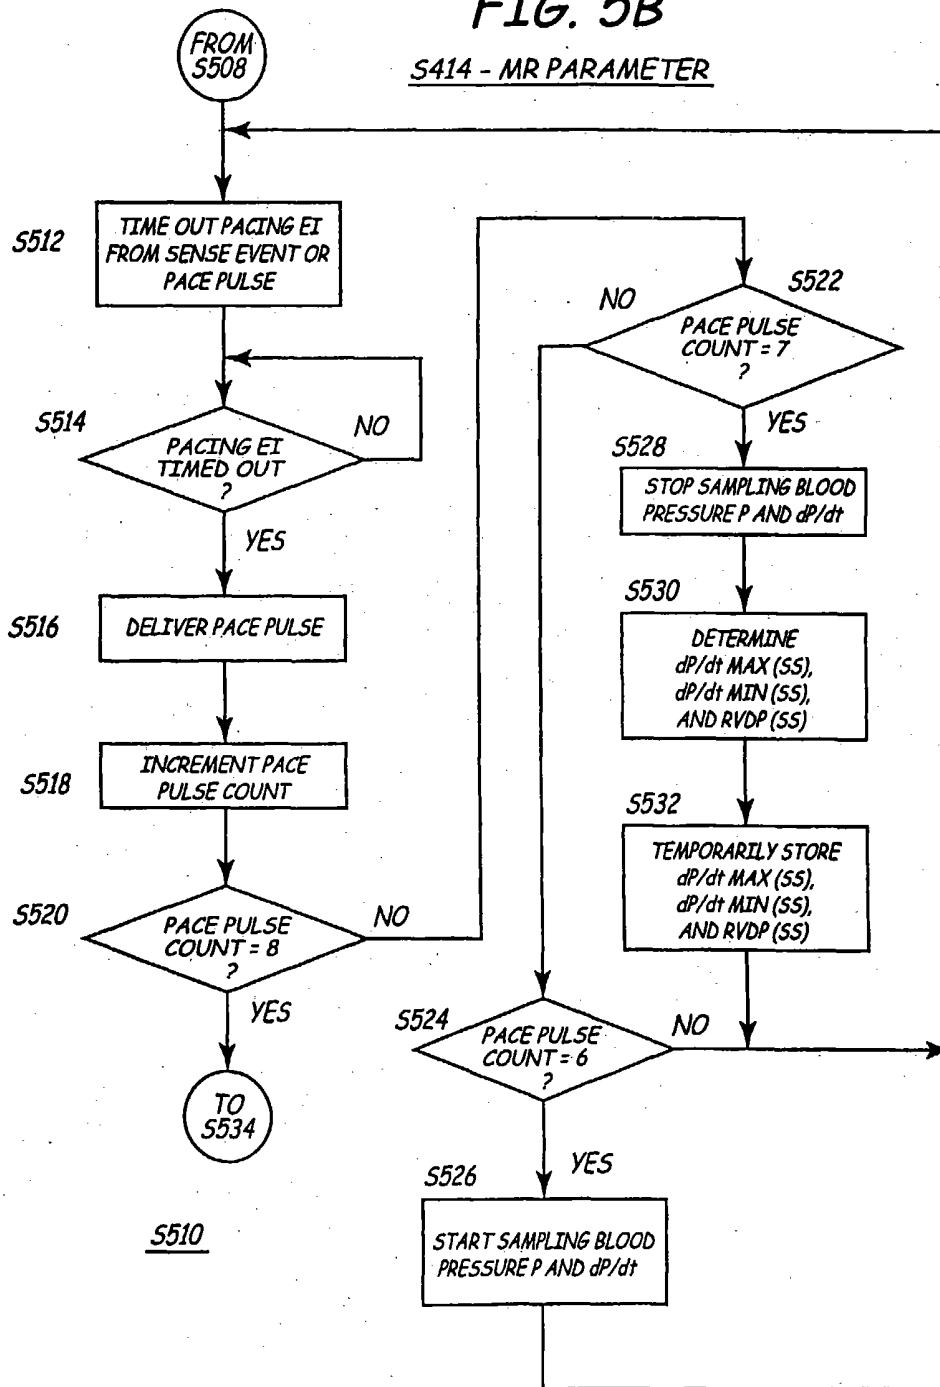 FIG. 5B
S414 - MR PARAMETER
FROM
S508
S512
TIME OUT PACING EI
FROM SENSE EVENT OR
PACE PULSE
S514
PACING EI
TIMED OUT
?
NO
YES
S516
DELIVER PACE PULSE
S518
INCREMENT PACE
PULSE COUNT
S520
PACE PULSE
COUNT = 8
?
NO
YES
TO
S534
S510
S522
NO
PACE PULSE
COUNT = 7
?
YES
S528
STOP SAMPLING BLOOD
PRESSURE P AND dP/dt
S530
DETERMINE
dP/dt MAX (SS),
dP/dt MIN (SS),
AND RVDP (SS)
S532
TEMPORARILY STORE
dP/dt MAX (SS),
dP/dt MIN (SS),
AND RVDP (SS)
S524
PACE PULSE
COUNT = 6
?
NO
YES
S526
START SAMPLING BLOOD
PRESSURE P AND dP/dt